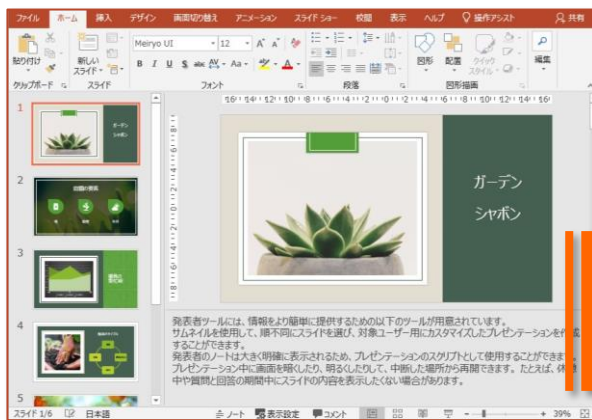 ファイル ホーム 挿入 デザイン 画面切り替え アニメーション スライド ショー 校閲 表示 ヘルプ 操作アシスト 共有
Meiryo UI 12
貼り付け 新しい スライド 図形 配置 クイック スタイル 編集
B I U S abc AV Aa A
クリップボード スライド フォント 段落 図形描画
1
ガーデン
シャボン
2
3
4
5
ガーデン
シャボン
発表者ツールには、情報をより簡単に提供するための以下のツールが用意されています。
サムネイルを使用して、順不同にスライドを選び、対象ユーザー用にカスタマイズしたプレゼンテーションを作成
することができます。
発表者のノートは大きく明確に表示されるため、プレゼンテーションのスクリプトとして使用することができます。
プレゼンテーション中に画面を暗くしたり、明るくしたりして、中断した場所から再開できます。たとえば、休憩
中や質問と回答の期間中にスライドの内容を表示したくない場合があります。
スライド 1/6 日本語 ノート 表示設定 コメント 39%